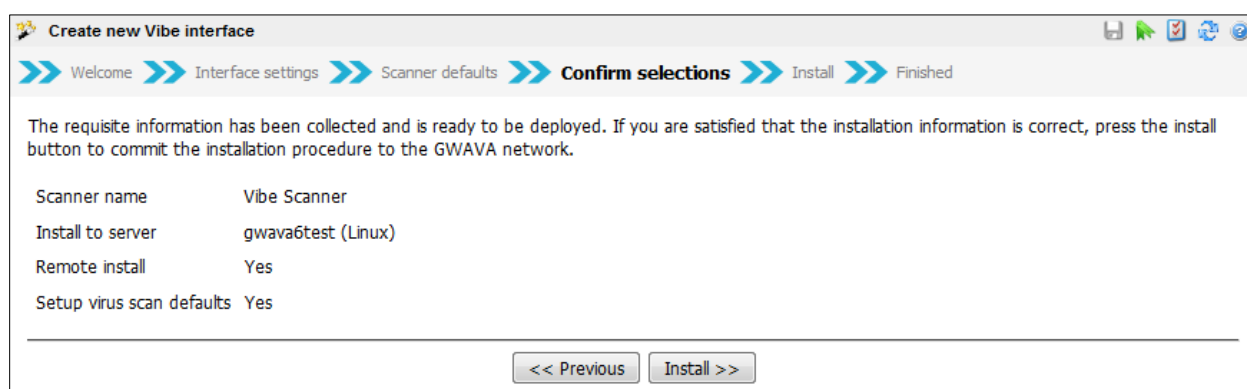 Create new Vibe interface
Welcome Interface settings Scanner defaults Confirm selections Install Finished
The requisite information has been collected and is ready to be deployed. If you are satisfied that the installation information is correct, press the install
button to commit the installation procedure to the GWAVA network.
Scanner name Vibe Scanner
Install to server gwava6test (Linux)
Remote install Yes
Setup virus scan defaults Yes
<< Previous Install >>